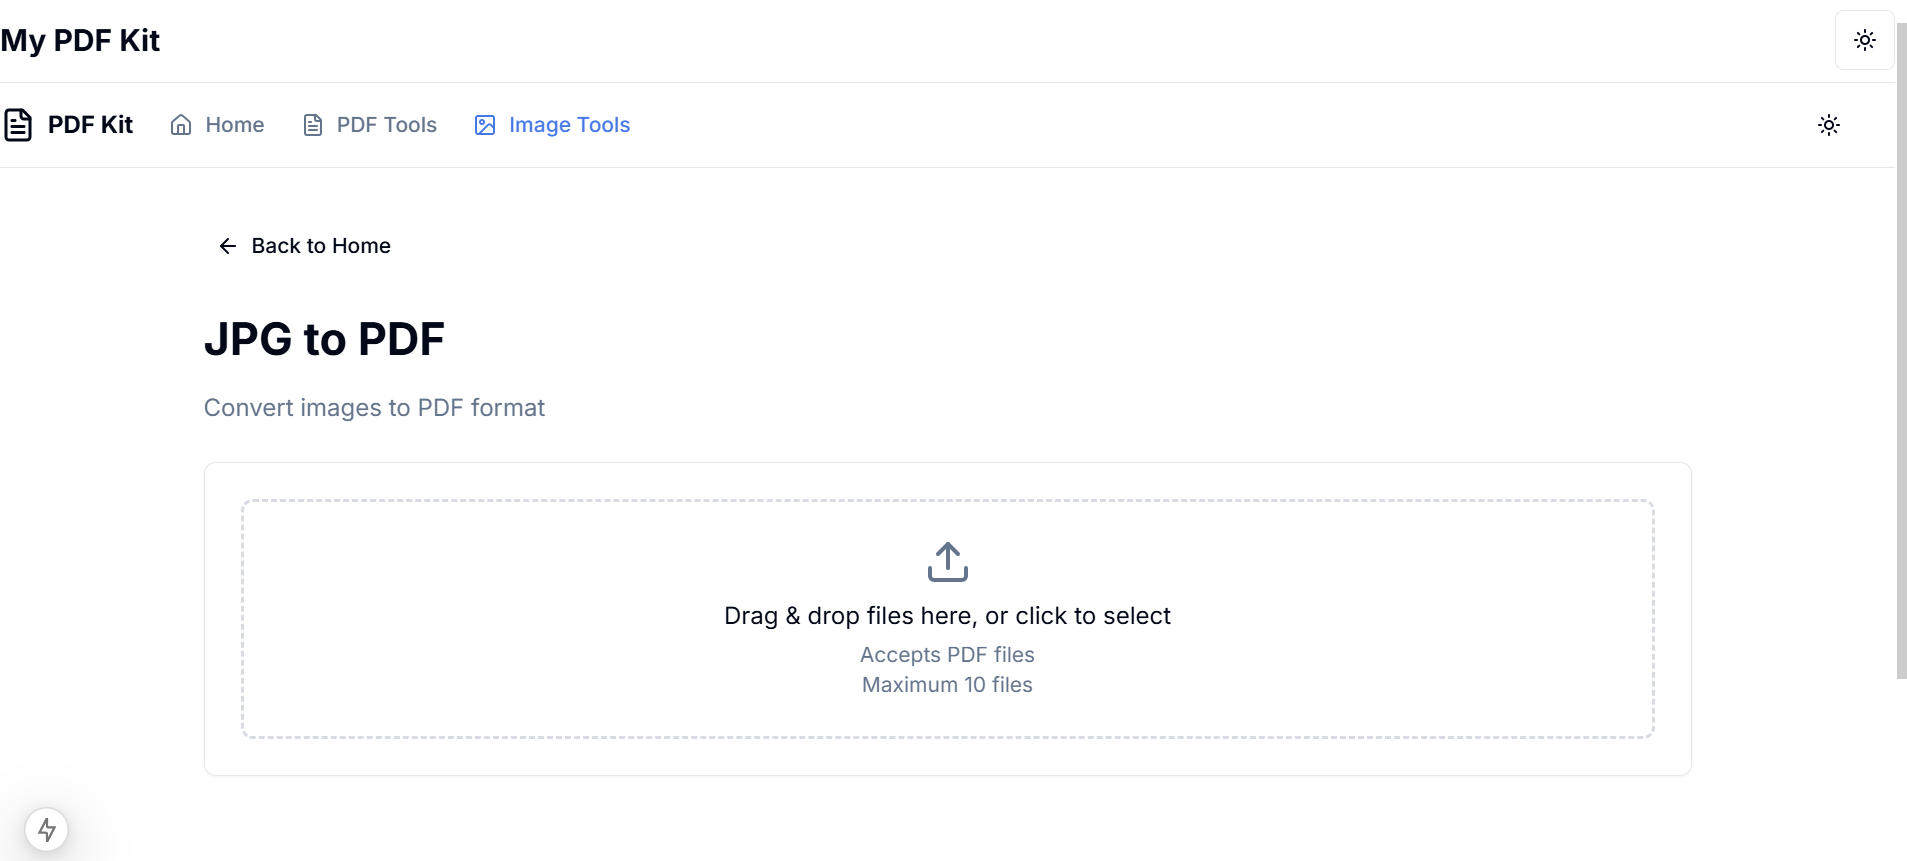 My PDF Kit
PDF Kit Home PDF Tools Image Tools
Back to Home
JPG to PDF
Convert images to PDF format
Drag & drop files here, or click to select
Accepts PDF files
Maximum 10 files